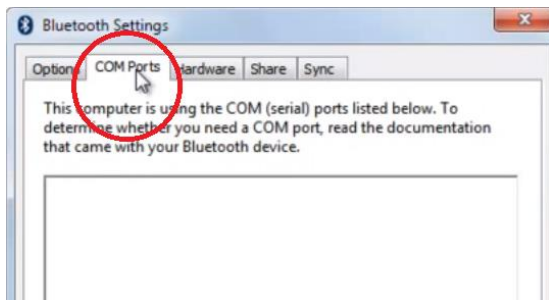 Bluetooth Settings
Options COM Ports Hardware Share Sync
This computer is using the COM (serial) ports listed below. To
determine whether you need a COM port, read the documentation
that came with your Bluetooth device.